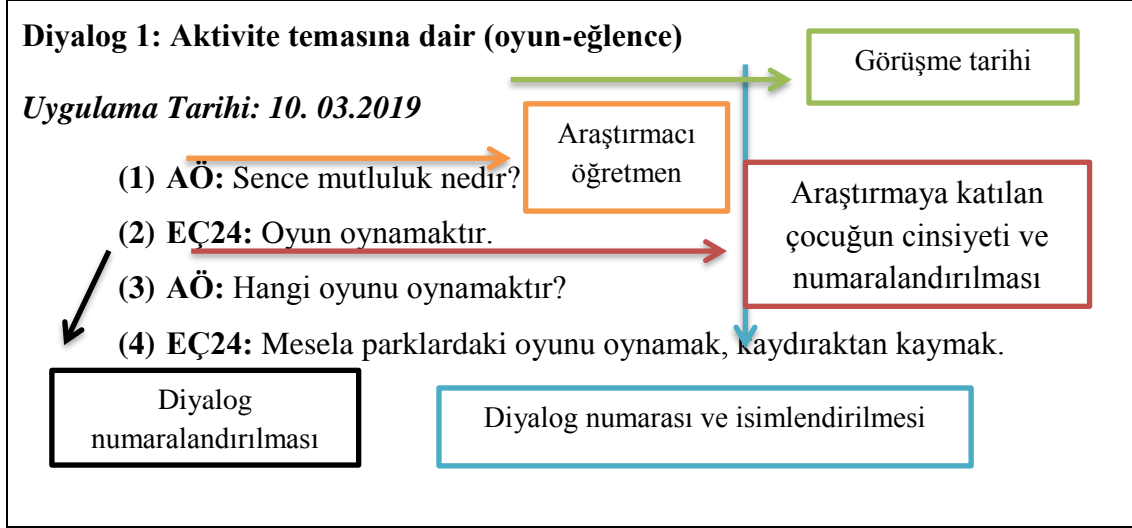 Diyalog 1: Aktivite temasına dair (oyun-eğlence)
Görüşme tarihi
Uygulama Tarihi: 10. 03.2019
Araştırmacı
öğretmen
(1) AÖ: Sence mutluluk nedir?
Araştırmaya katılan
çocuğun cinsiyeti ve
numaralandırılması
(2) EÇ24: Oyun oynamaktır.
(3) AÖ: Hangi oyunu oynamaktır?
(4) EÇ24: Mesela parklardaki oyunu oynamak, kaydıraktan kaymak.
Diyalog
numaralandırılması
Diyalog numarası ve isimlendirilmesi